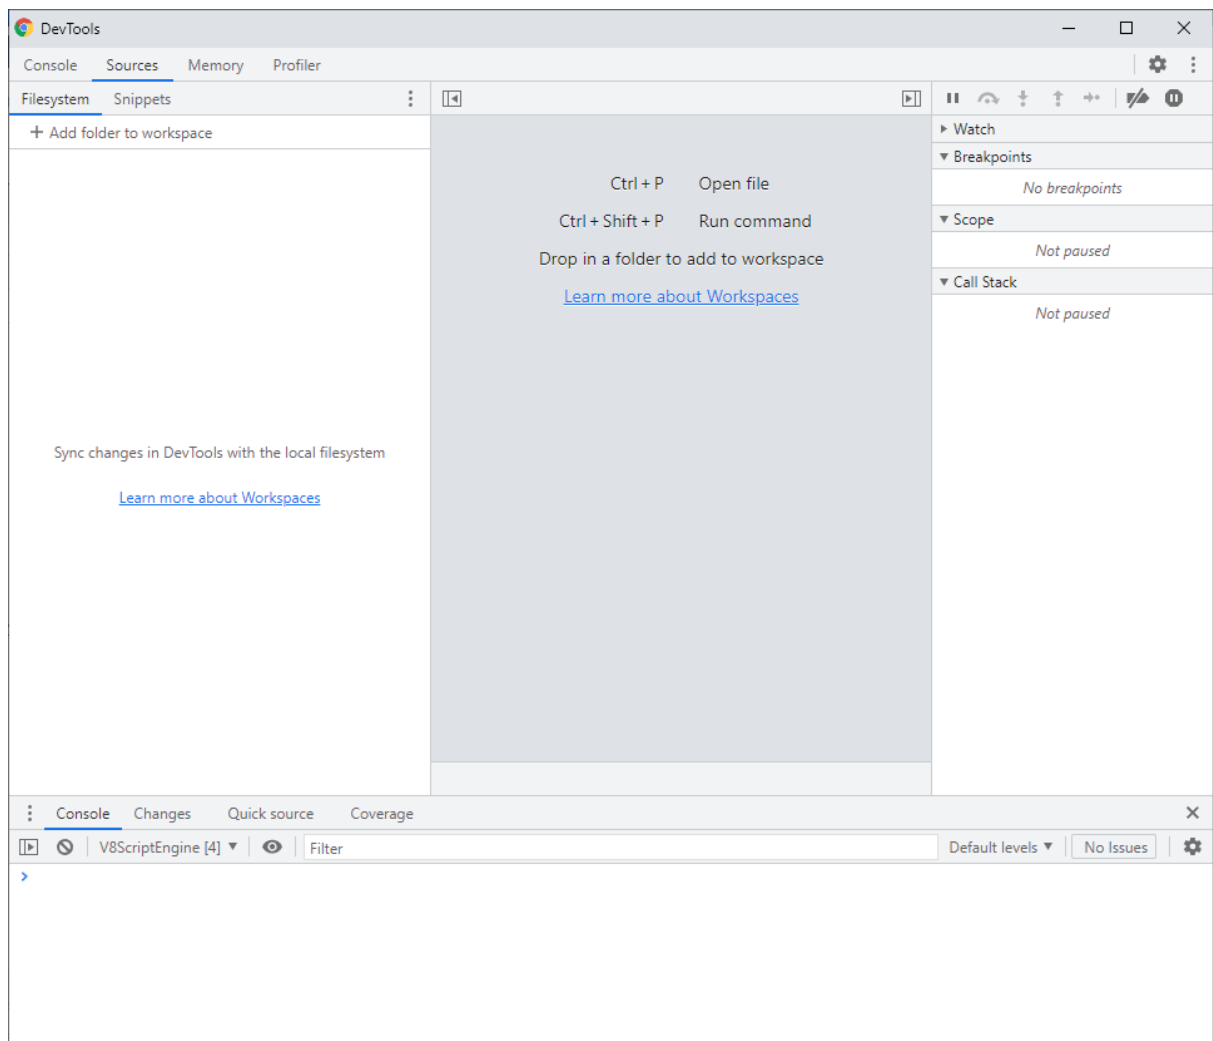 DevTools
Console Sources Memory Profiler
Filesystem Snippets
+ Add folder to workspace
Sync changes in DevTools with the local filesystem
Learn more about Workspaces
Ctrl + P Open file
Ctrl + Shift + P Run command
Drop in a folder to add to workspace
Learn more about Workspaces
Watch
Breakpoints
No breakpoints
Scope
Not paused
Call Stack
Not paused
Console Changes Quick source Coverage
V8ScriptEngine [4] Filter Default levels No Issues